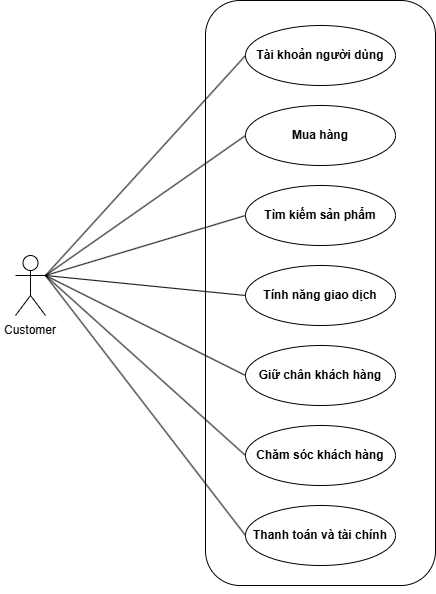 Tài khoản người dùng
Mua hàng
Tìm kiếm sản phẩm
Tính năng giao dịch
Giữ chân khách hàng
Chăm sóc khách hàng
Thanh toán và tài chính
Customer